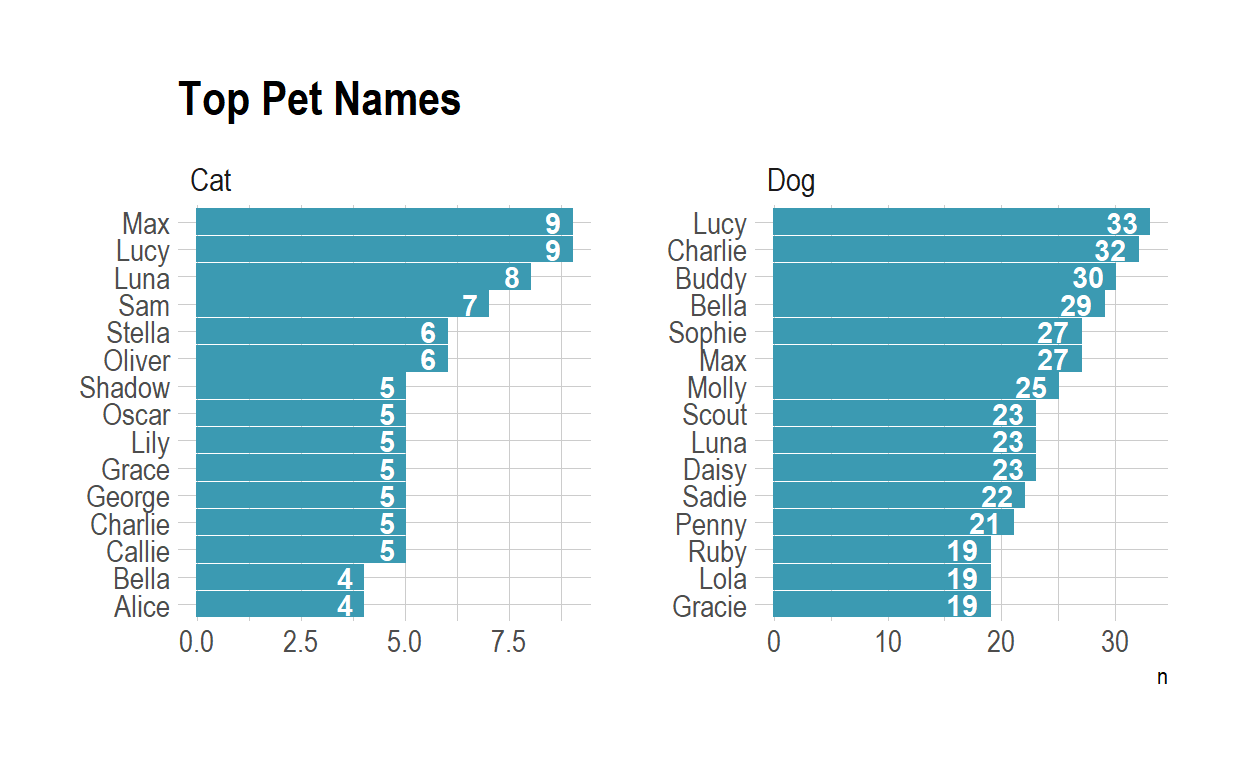 Top Pet Names
Cat
Max 9
Lucy 9
Luna 8
Sam 7
Stella 6
Oliver 6
Shadow 5
Oscar 5
Lily 5
Grace 5
George 5
Charlie 5
Callie 5
Bella 4
Alice 4
0.0 2.5 5.0 7.5
Dog
Lucy 33
Charlie 32
Buddy 30
Bella 29
Sophie 27
Max 27
Molly 25
Scout 23
Luna 23
Daisy 23
Sadie 22
Penny 21
Ruby 19
Lola 19
Gracie 19
0 10 20 30
n